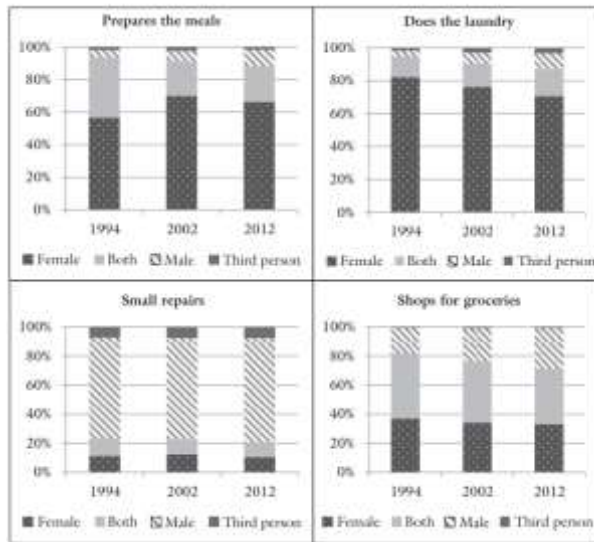 Prepares the meals
100%
80%
60%
40%
20%
0%
1994 2002 2012
Female Both Male Third person
Does the laundry
100%
80%
60%
40%
20%
0%
1994 2002 2012
Female Both Male Third person
Small repairs
100%
80%
60%
40%
20%
0%
1994 2002 2012
Female Both Male Third person
Shops for groceries
100%
80%
60%
40%
20%
0%
1994 2002 2012
Female Both Male Third person